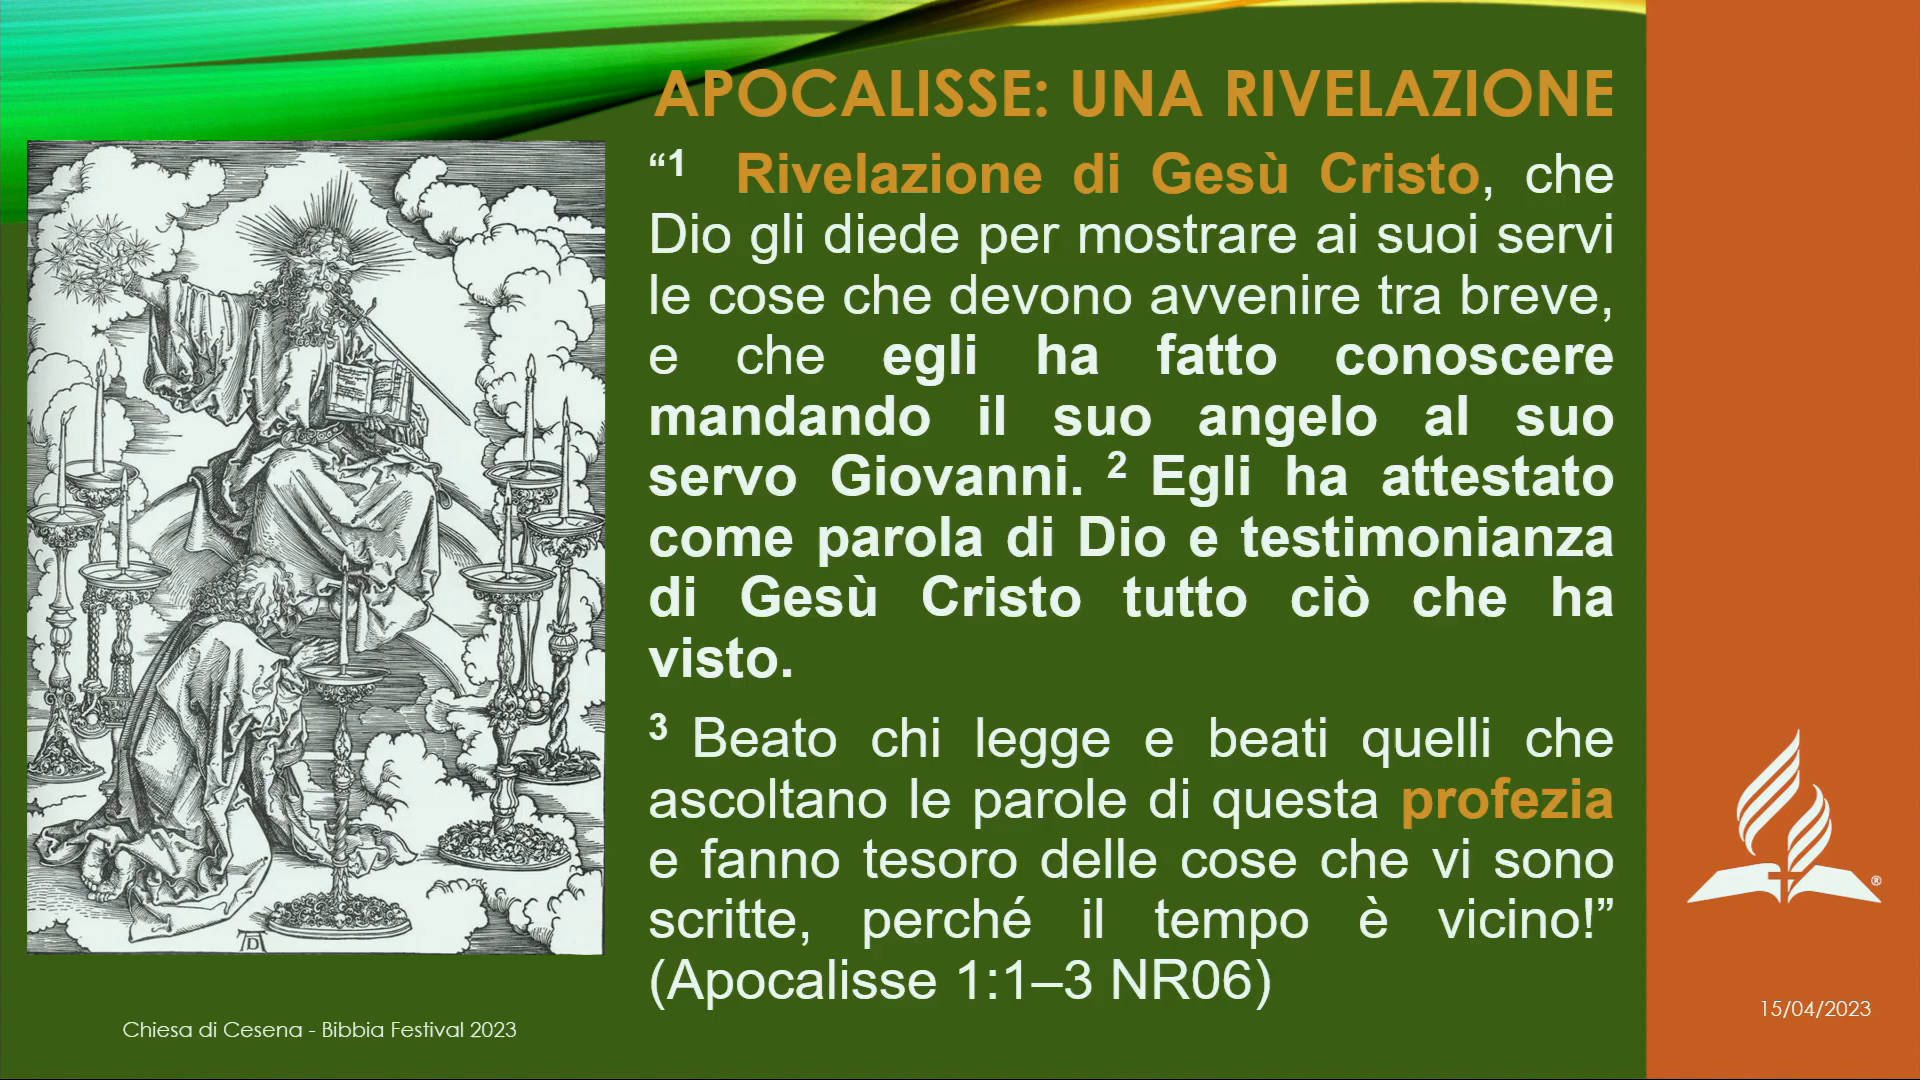 APOCALISSE: UNA RIVELAZIONE
“1 Rivelazione di Gesù Cristo, che
Dio gli diede per mostrare ai suoi servi
le cose che devono avvenire tra breve,
e che egli ha fatto conoscere
mandando il suo angelo al suo
servo Giovanni. 2 Egli ha attestato
come parola di Dio e testimonianza
di Gesù Cristo tutto ciò che ha
visto.
3 Beato chi legge e beati quelli che
ascoltano le parole di questa profezia
e fanno tesoro delle cose che vi sono
scritte, perché il tempo è vicino!”
(Apocalisse 1:1–3 NR06)
AD
®
15/04/2023
Chiesa di Cesena - Bibbia Festival 2023